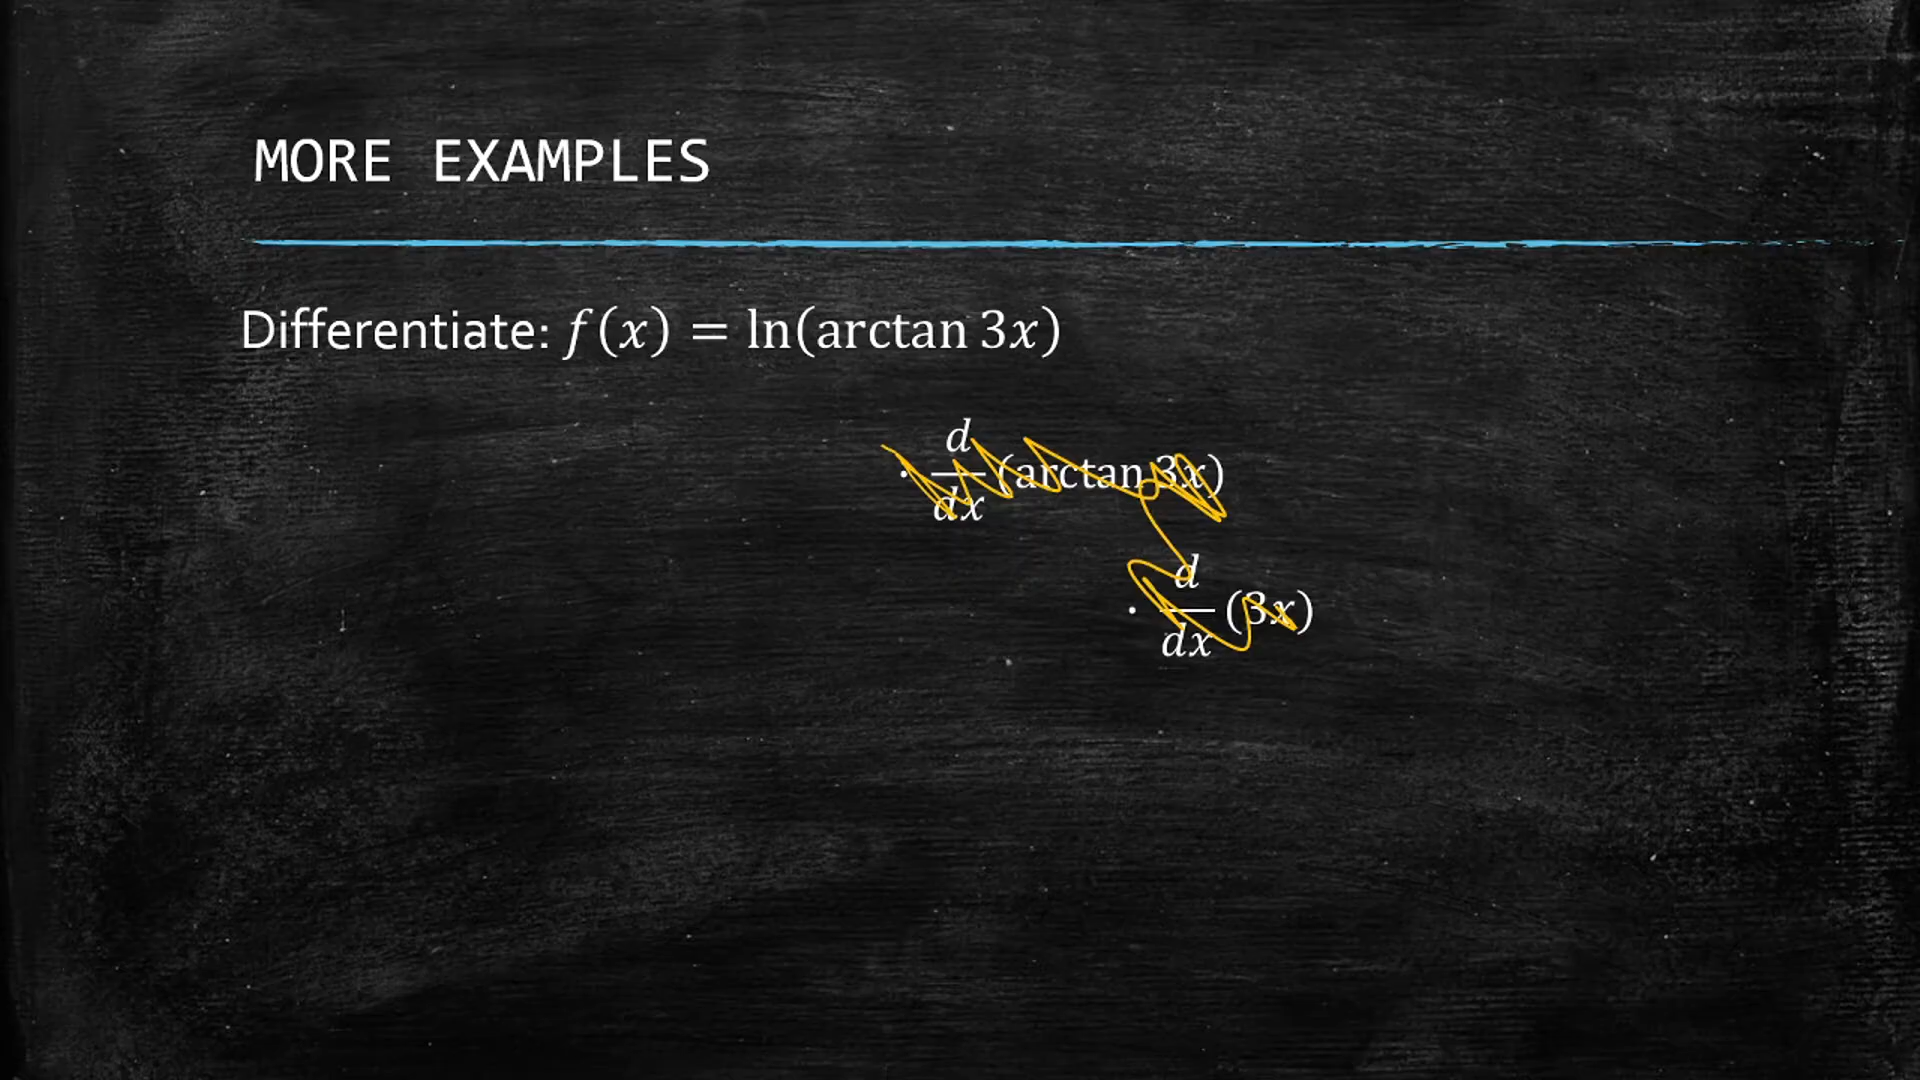 MORE EXAMPLES
Differentiate: f(x) = ln(arctan 3x)
· d/dx (arctan 3x)
· d/dx (3x)